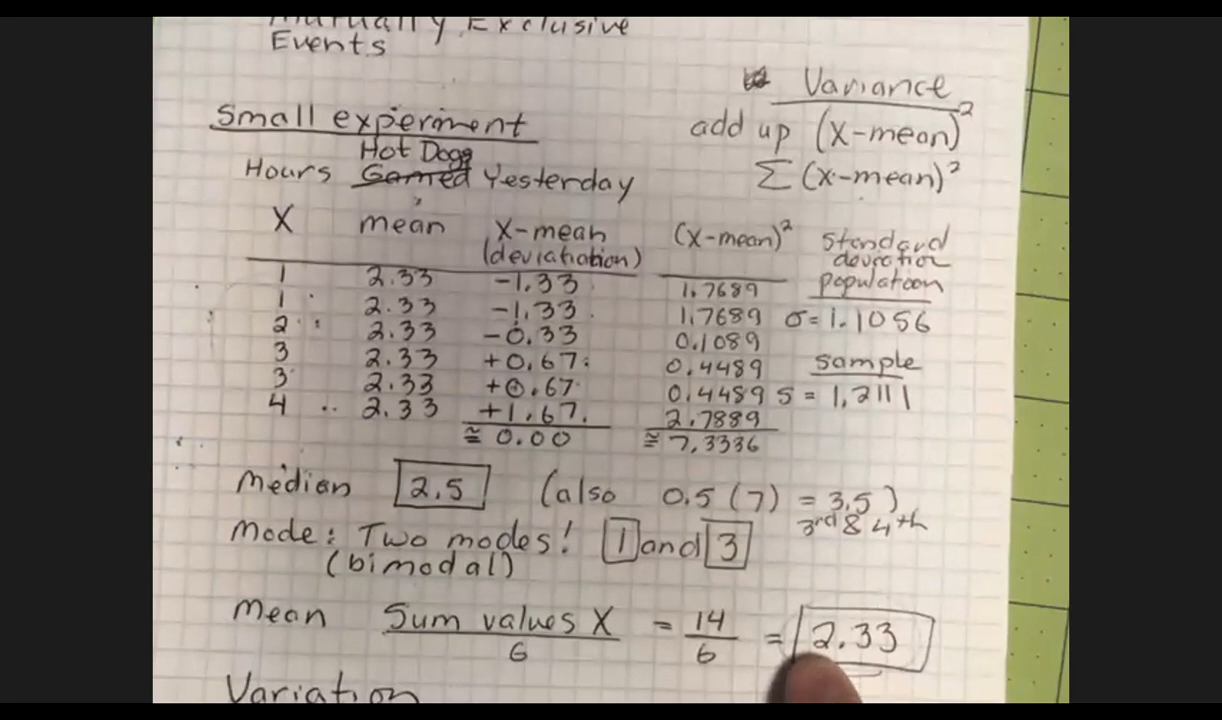 Mutually Exclusive
Events
Variance
add up (X-mean)²
Σ(x-mean)²
Small experiment
Hot Dogs
Hours Gamed Yesterday
X mean X-mean (X-mean)²
(deviatiation)
1 2.33 -1.33 1.7689
1 2.33 -1.33 1.7689
2 2.33 -0.33 0.1089
3 2.33 +0.67 0.4489
3 2.33 +0.67 0.4489
4 2.33 +1.67 2.7889
≅ 0.00 ≅ 7.3336
standard
deviation
population
σ = 1.1056
sample
s = 1.2111
median 2.5 (also 0.5(7) = 3.5)
3rd & 4th
Mode: Two modes! 1 and 3
(bimodal)
mean Sum values X = 14 = 2.33
6 6
Variation